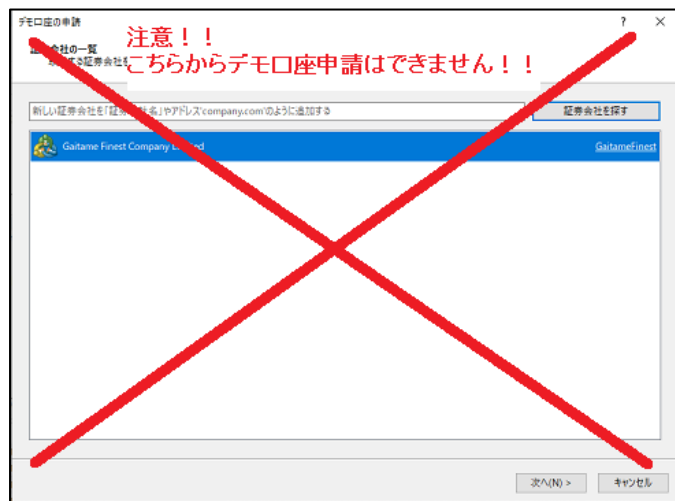 デモ口座の申請
? ×
注意！！
こちらからデモ口座申請はできません！！
会社の一覧
証券会社を
新しい証券会社を「証券会社名」やアドレス'company.com'のように追加する
証券会社を探す
Gaitame Finest Company Limited
GaitameFinest
次へ(N) >
キャンセル